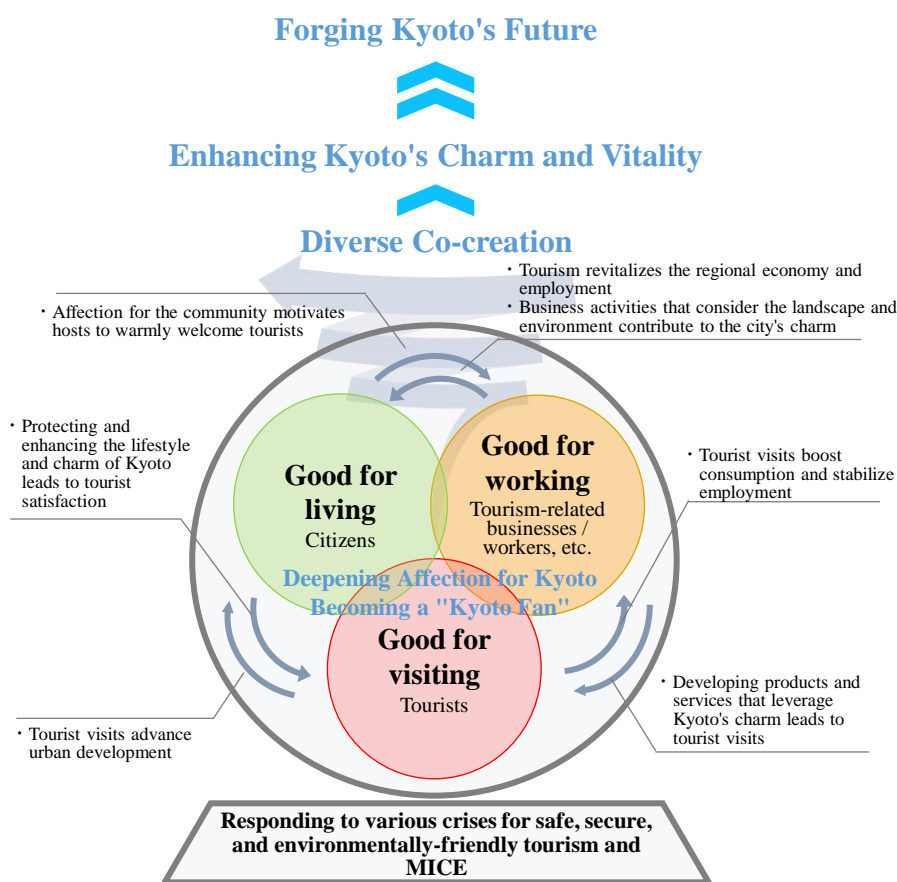 Forging Kyoto's Future
Enhancing Kyoto's Charm and Vitality
Diverse Co-creation
・Tourism revitalizes the regional economy and
employment
・Business activities that consider the landscape and
environment contribute to the city's charm
・Affection for the community motivates
hosts to warmly welcome tourists
・Protecting and
enhancing the lifestyle
and charm of Kyoto
leads to tourist
satisfaction
Good for
living
Citizens
Good for
working
Tourism-related
businesses /
workers, etc.
・Tourist visits boost
consumption and stabilize
employment
Deepening Affection for Kyoto
Becoming a "Kyoto Fan"
Good for
visiting
Tourists
・Tourist visits advance
urban development
・Developing products and
services that leverage
Kyoto's charm leads to
tourist visits
Responding to various crises for safe, secure,
and environmentally-friendly tourism and
MICE